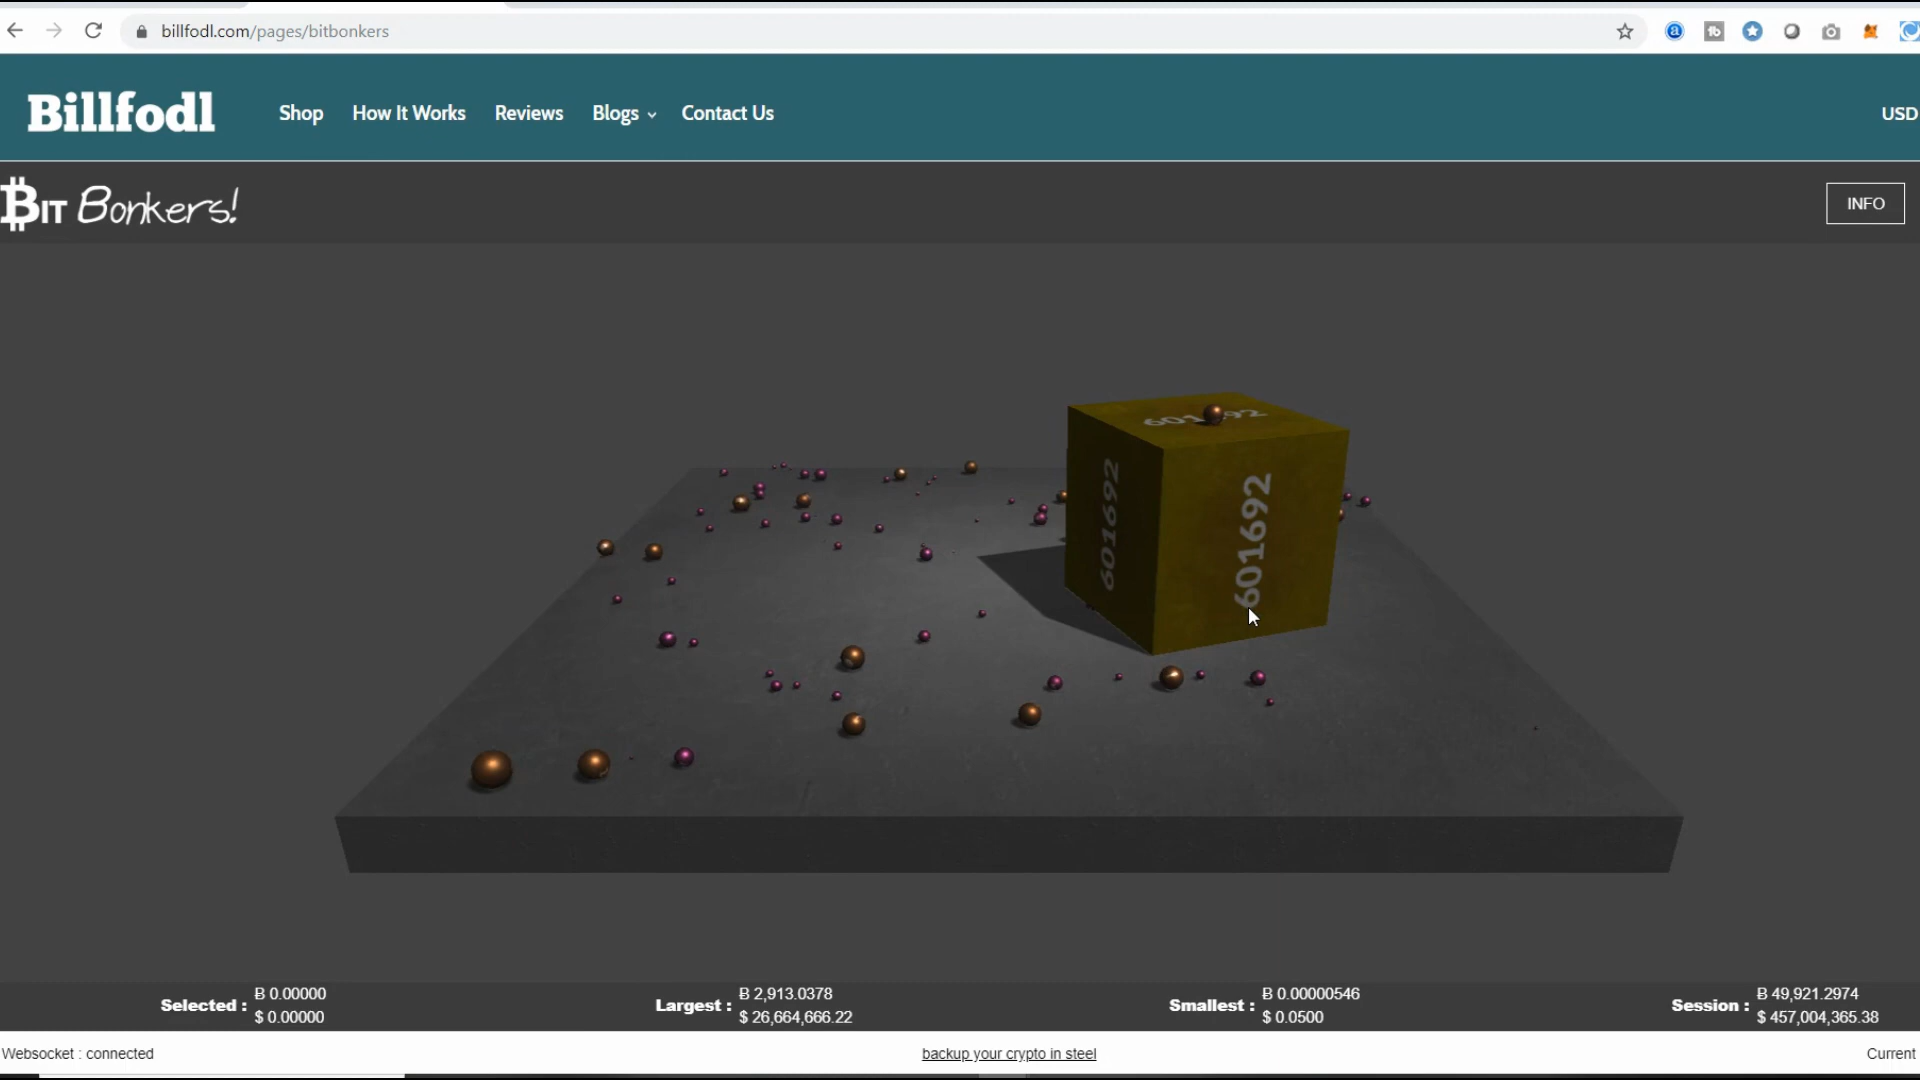 billfodl.com/pages/bitbonkers
Billfodl
Shop
How It Works
Reviews
Blogs
Contact Us
USD
BIT Bonkers!
INFO
601692
601692
Selected :
Ƀ 0.00000
$ 0.00000
Largest :
Ƀ 2,913.0378
$ 26,664,666.22
Smallest :
Ƀ 0.00000546
$ 0.0500
Session :
Ƀ 49,921.2974
$ 457,004,365.38
Websocket : connected
backup your crypto in steel
Current